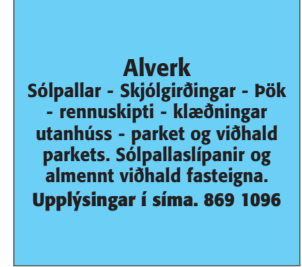 Alverk
Sólpallar - Skjólgirðingar - Þök
- rennuskipti - klæðningar
utanhúss - parket og viðhald
parkets. Sólpallaslípanir og
almennt viðhald fasteigna.
Upplýsingar í síma. 869 1096